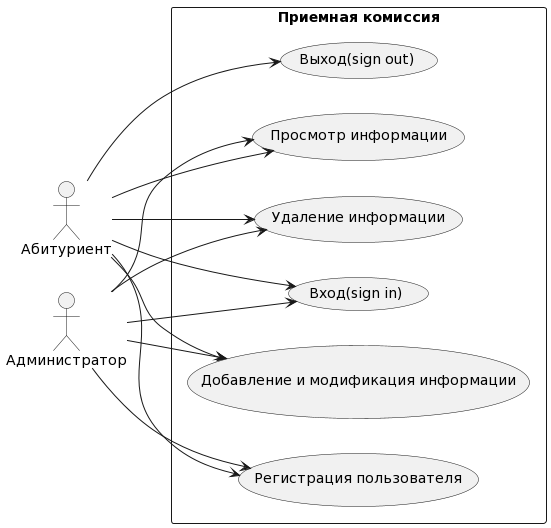 Приемная комиссия
Выход(sign out)
Просмотр информации
Абитуриент
Удаление информации
Вход(sign in)
Администратор
Добавление и модификация информации
Регистрация пользователя